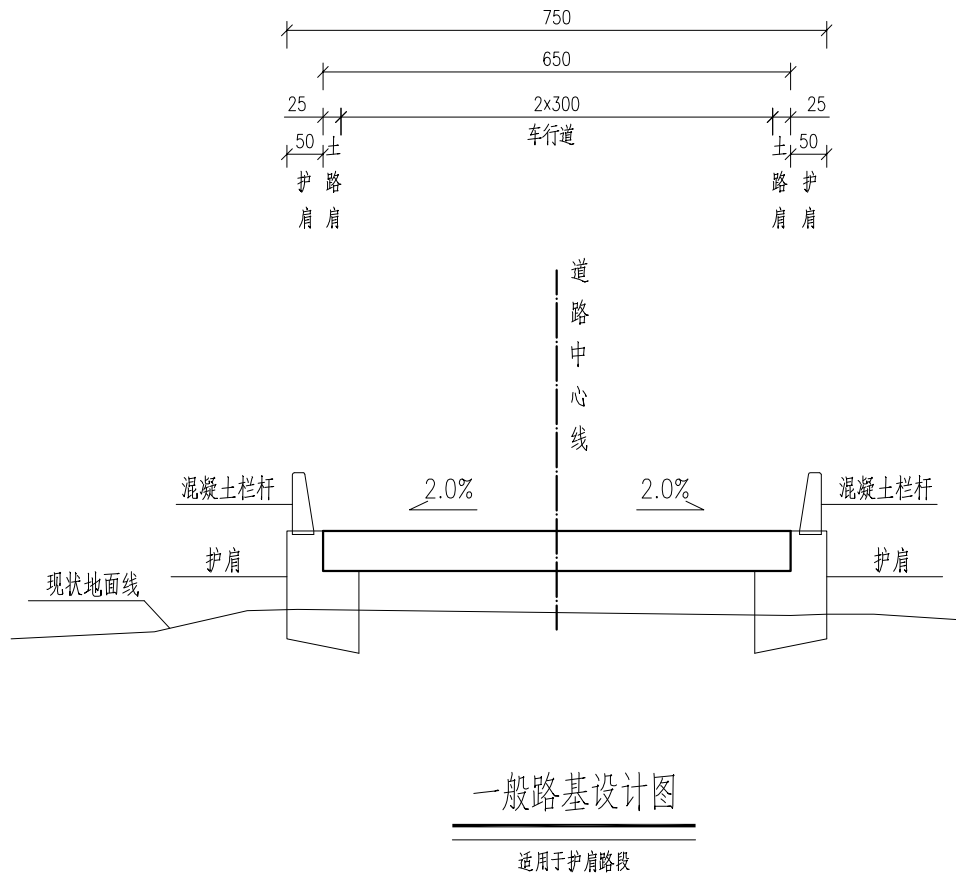 750
650
25
2x300
25
车行道
50
土路肩
土路肩
50
护肩
护肩
道路中心线
混凝土栏杆
2.0%
2.0%
混凝土栏杆
护肩
护肩
现状地面线
一般路基设计图
适用于护肩路段